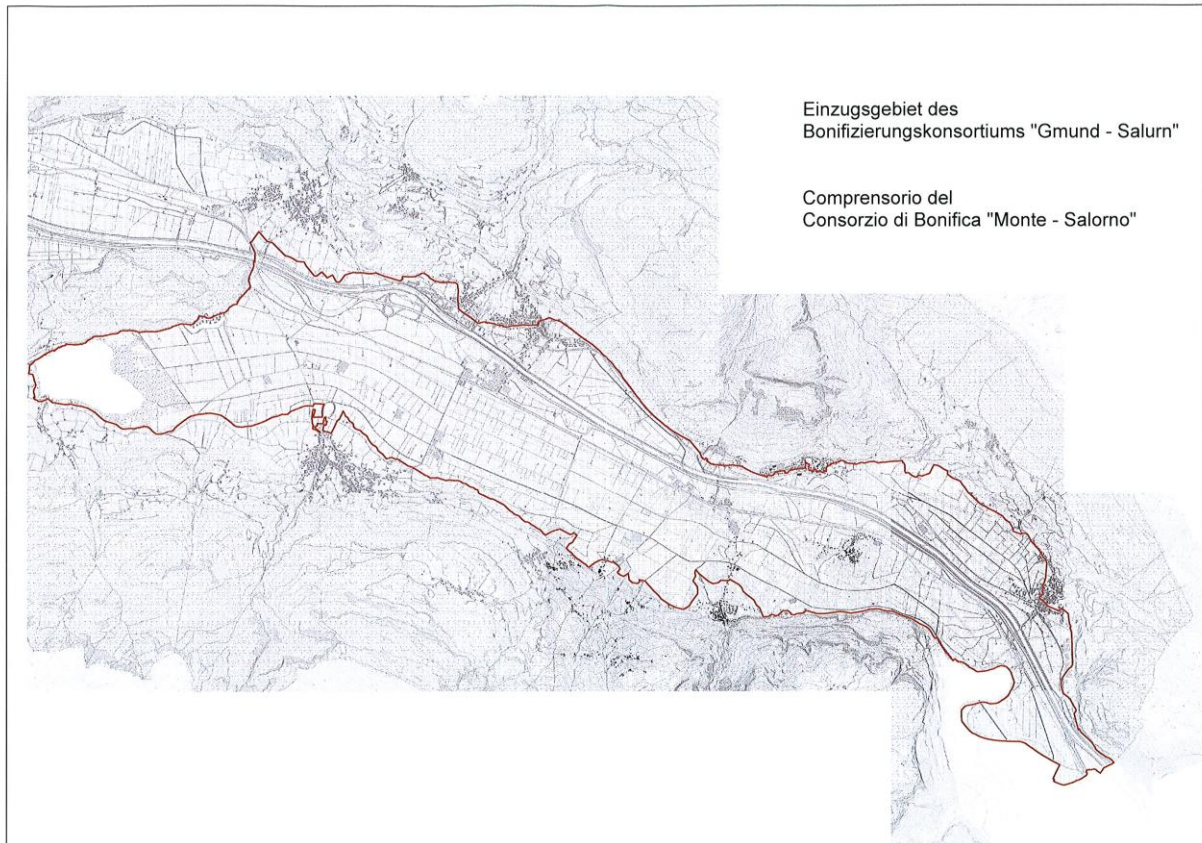 Einzugsgebiet des
Bonifizierungskonsortiums "Gmund - Salurn"
Comprensorio del
Consorzio di Bonifica "Monte - Salorno"